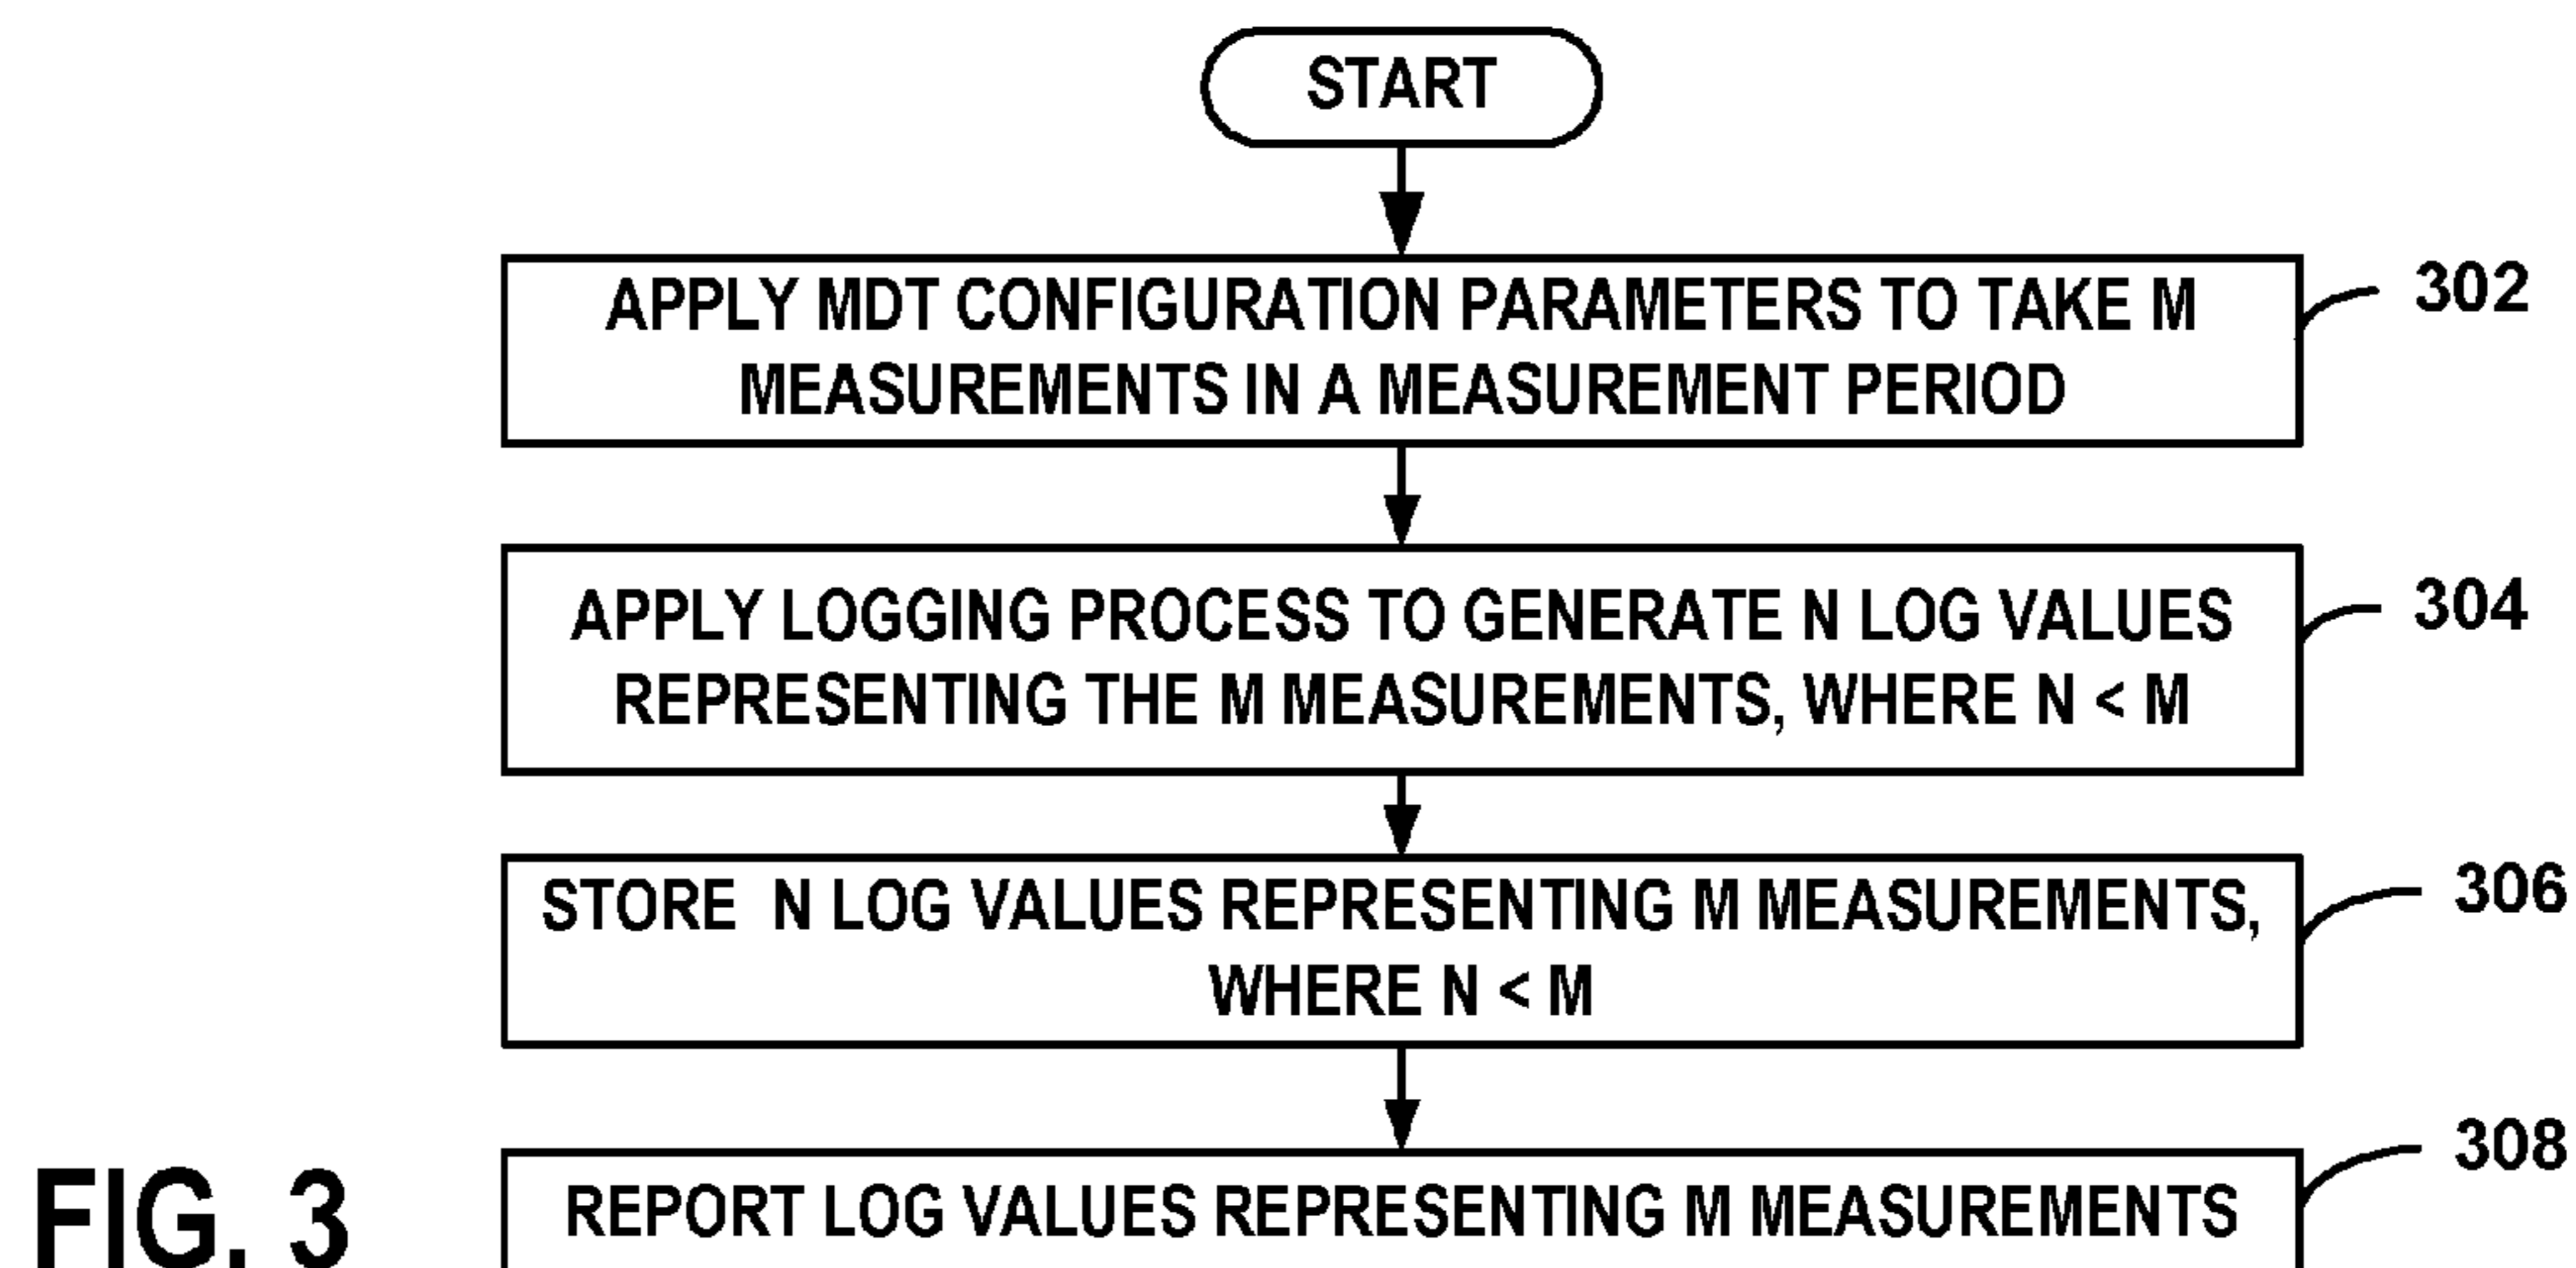 START
APPLY MDT CONFIGURATION PARAMETERS TO TAKE M
MEASUREMENTS IN A MEASUREMENT PERIOD
302
APPLY LOGGING PROCESS TO GENERATE N LOG VALUES
REPRESENTING THE M MEASUREMENTS, WHERE N < M
304
STORE N LOG VALUES REPRESENTING M MEASUREMENTS,
WHERE N < M
306
REPORT LOG VALUES REPRESENTING M MEASUREMENTS
308
FIG. 3